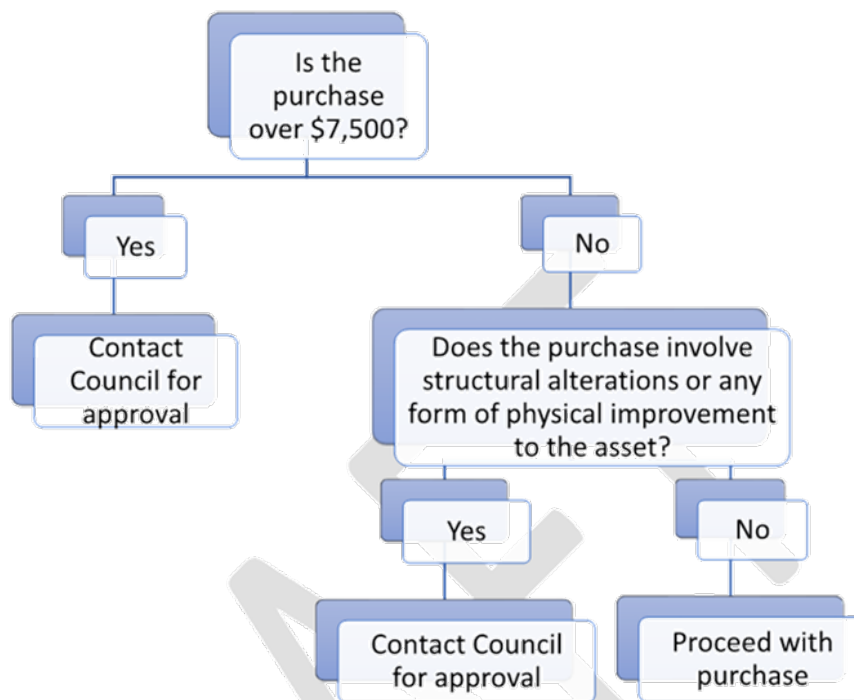 Is the
purchase
over $7,500?
Yes
No
Contact
Council for
approval
Does the purchase involve
structural alterations or any
form of physical improvement
to the asset?
Yes
No
Contact Council
for approval
Proceed with
purchase